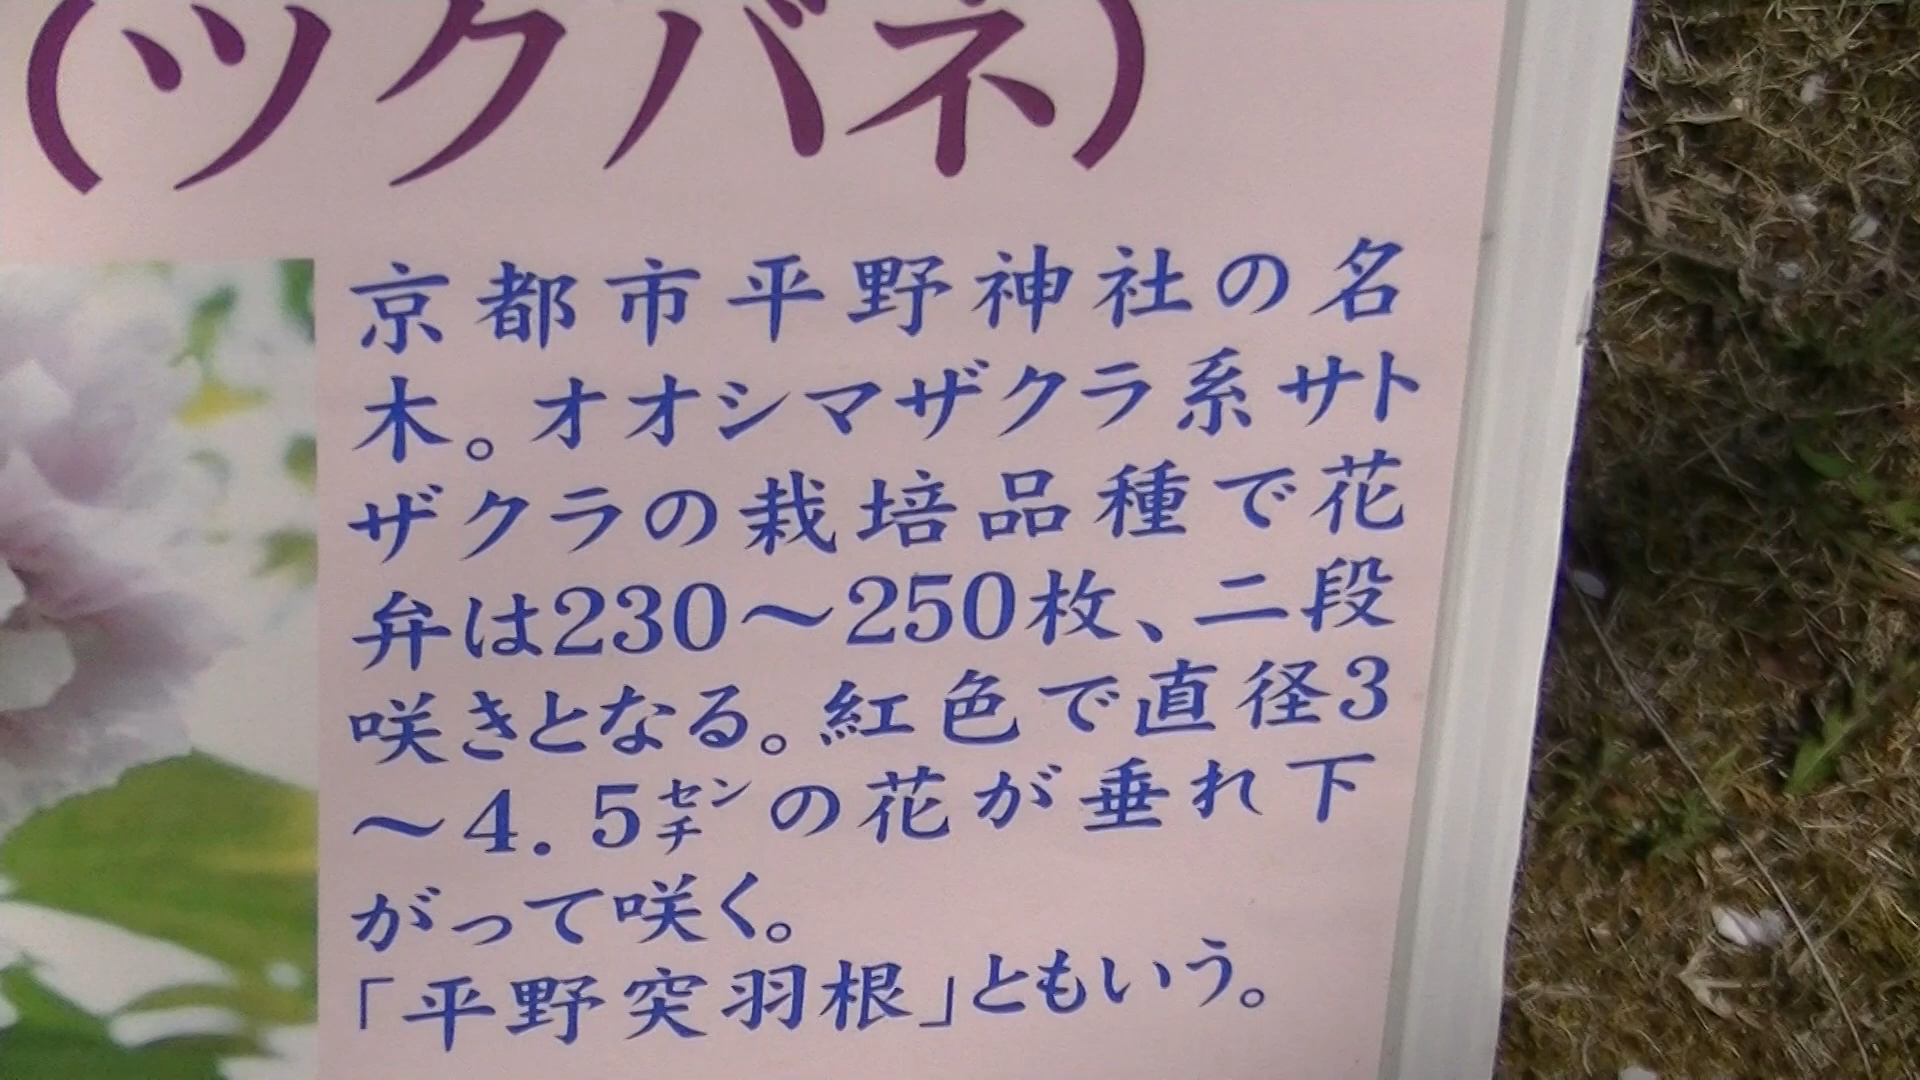 (ツクバネ)
京都市平野神社の名
木。オオシマザクラ系サト
ザクラの栽培品種で花
弁は230～250枚、二段
咲きとなる。紅色で直径3
～4.5センチの花が垂れ下
がって咲く。
「平野突羽根」ともいう。